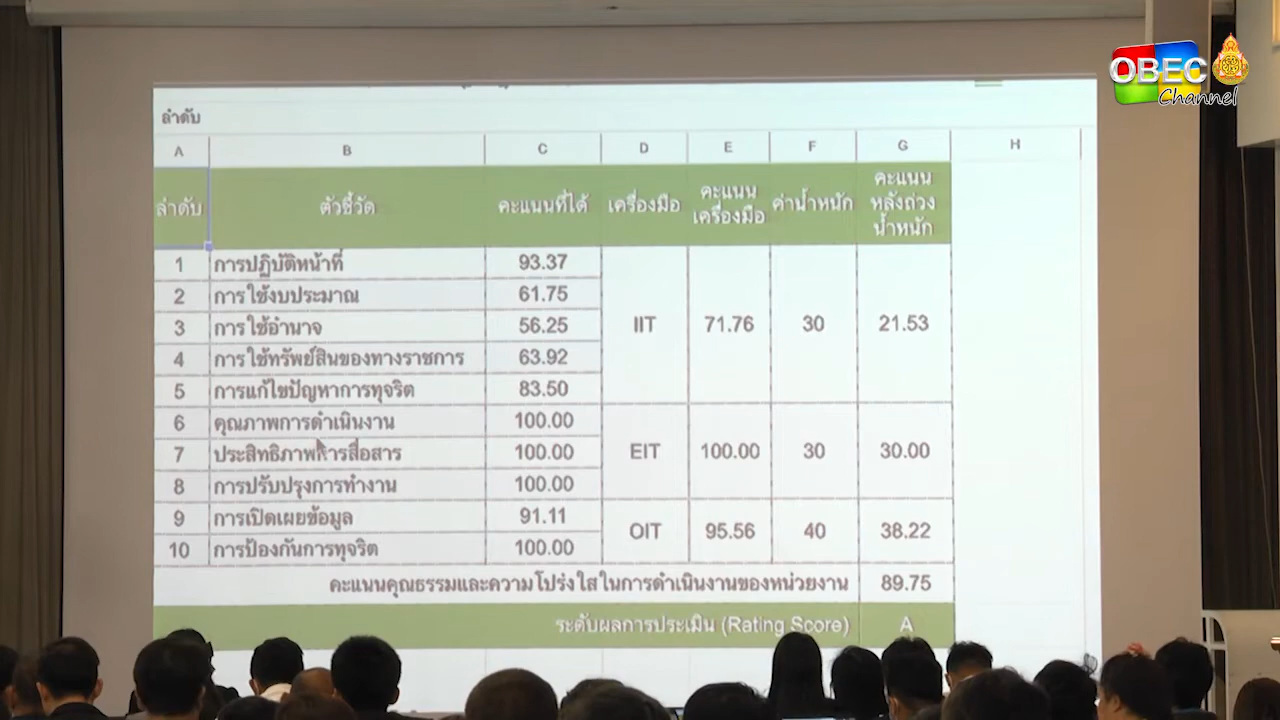 OBEC
Channel
ลำดับ
A B C D E F G H
ลำดับ ตัวชี้วัด คะแนนที่ได้ เครื่องมือ คะแนนเครื่องมือ ค่าน้ำหนัก คะแนนหลังถ่วงน้ำหนัก
1 การปฏิบัติหน้าที่ 93.37
2 การใช้งบประมาณ 61.75
3 การใช้อำนาจ 56.25 IIT 71.76 30 21.53
4 การใช้ทรัพย์สินของทางราชการ 63.92
5 การแก้ไขปัญหาการทุจริต 83.50
6 คุณภาพการดำเนินงาน 100.00
7 ประสิทธิภาพการสื่อสาร 100.00 EIT 100.00 30 30.00
8 การปรับปรุงการทำงาน 100.00
9 การเปิดเผยข้อมูล 91.11 OIT 95.56 40 38.22
10 การป้องกันการทุจริต 100.00
คะแนนคุณธรรมและความโปร่งใสในการดำเนินงานของหน่วยงาน 89.75
ระดับผลการประเมิน (Rating Score) A